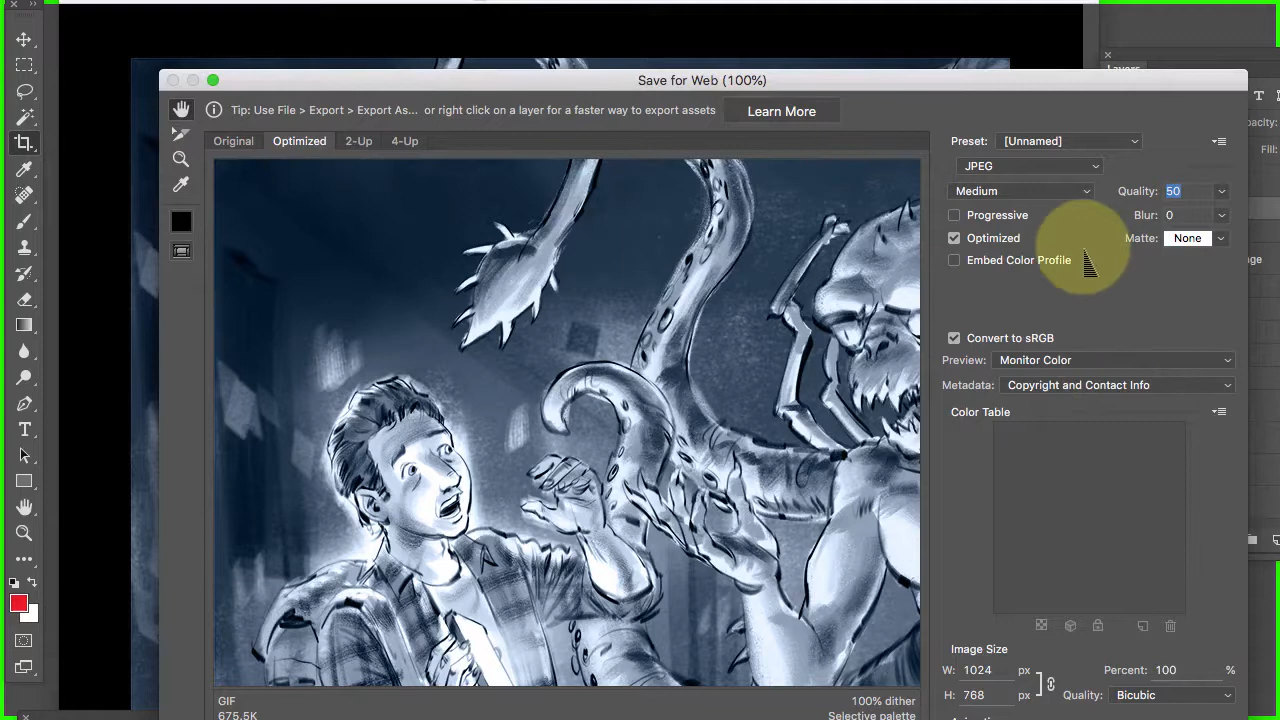 Save for Web (100%)
Tip: Use File > Export > Export As... or right click on a layer for a faster way to export assets
Learn More
Original Optimized 2-Up 4-Up
Preset: [Unnamed]
JPEG
Medium Quality: 50
Progressive Blur: 0
Optimized Matte: None
Embed Color Profile
Convert to sRGB
Preview: Monitor Color
Metadata: Copyright and Contact Info
Color Table
Image Size
W: 1024 px Percent: 100 %
H: 768 px Quality: Bicubic
GIF 100% dither
675.5K Selective palette
Fill: